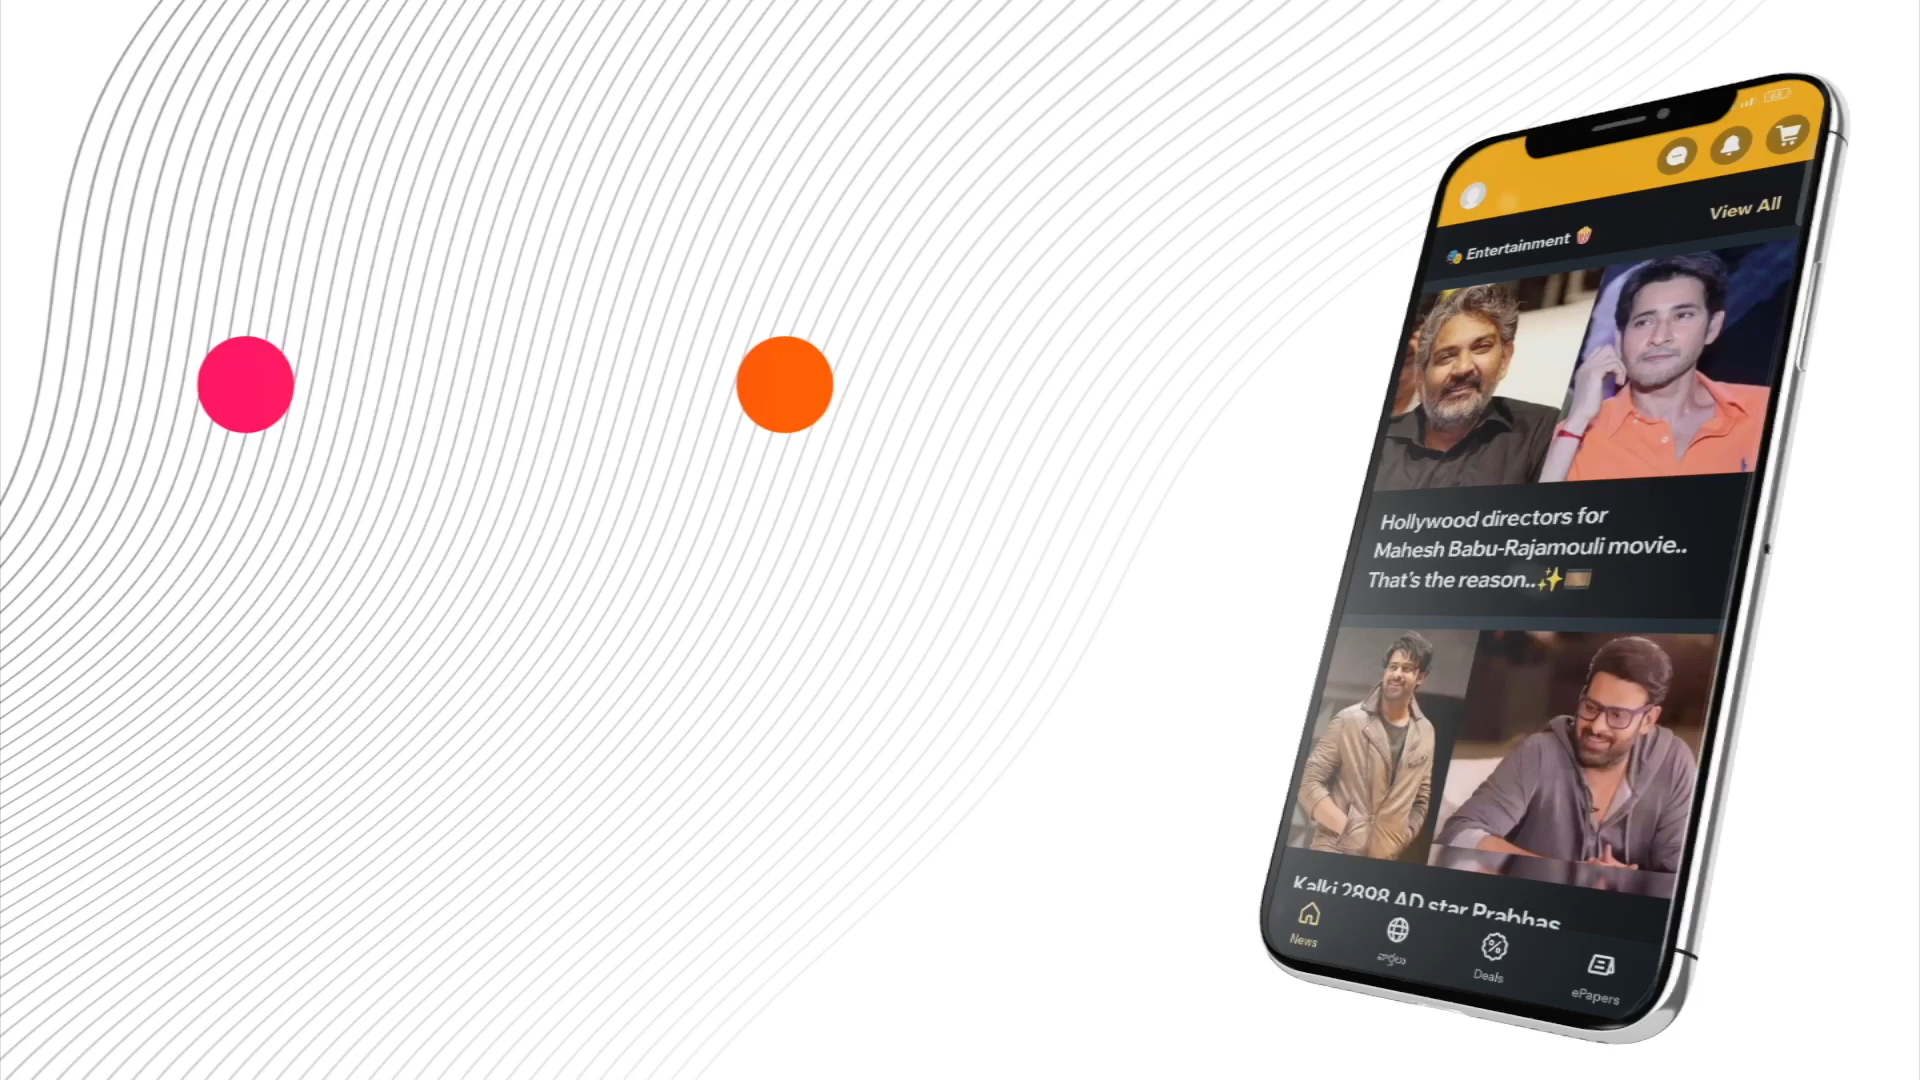 View All
🎭 Entertainment 🍿
Hollywood directors for
Mahesh Babu-Rajamouli movie..
That's the reason..✨🎞️
Kalki 2898 AD star Prabhas
News
వార్తలు
Deals
ePapers